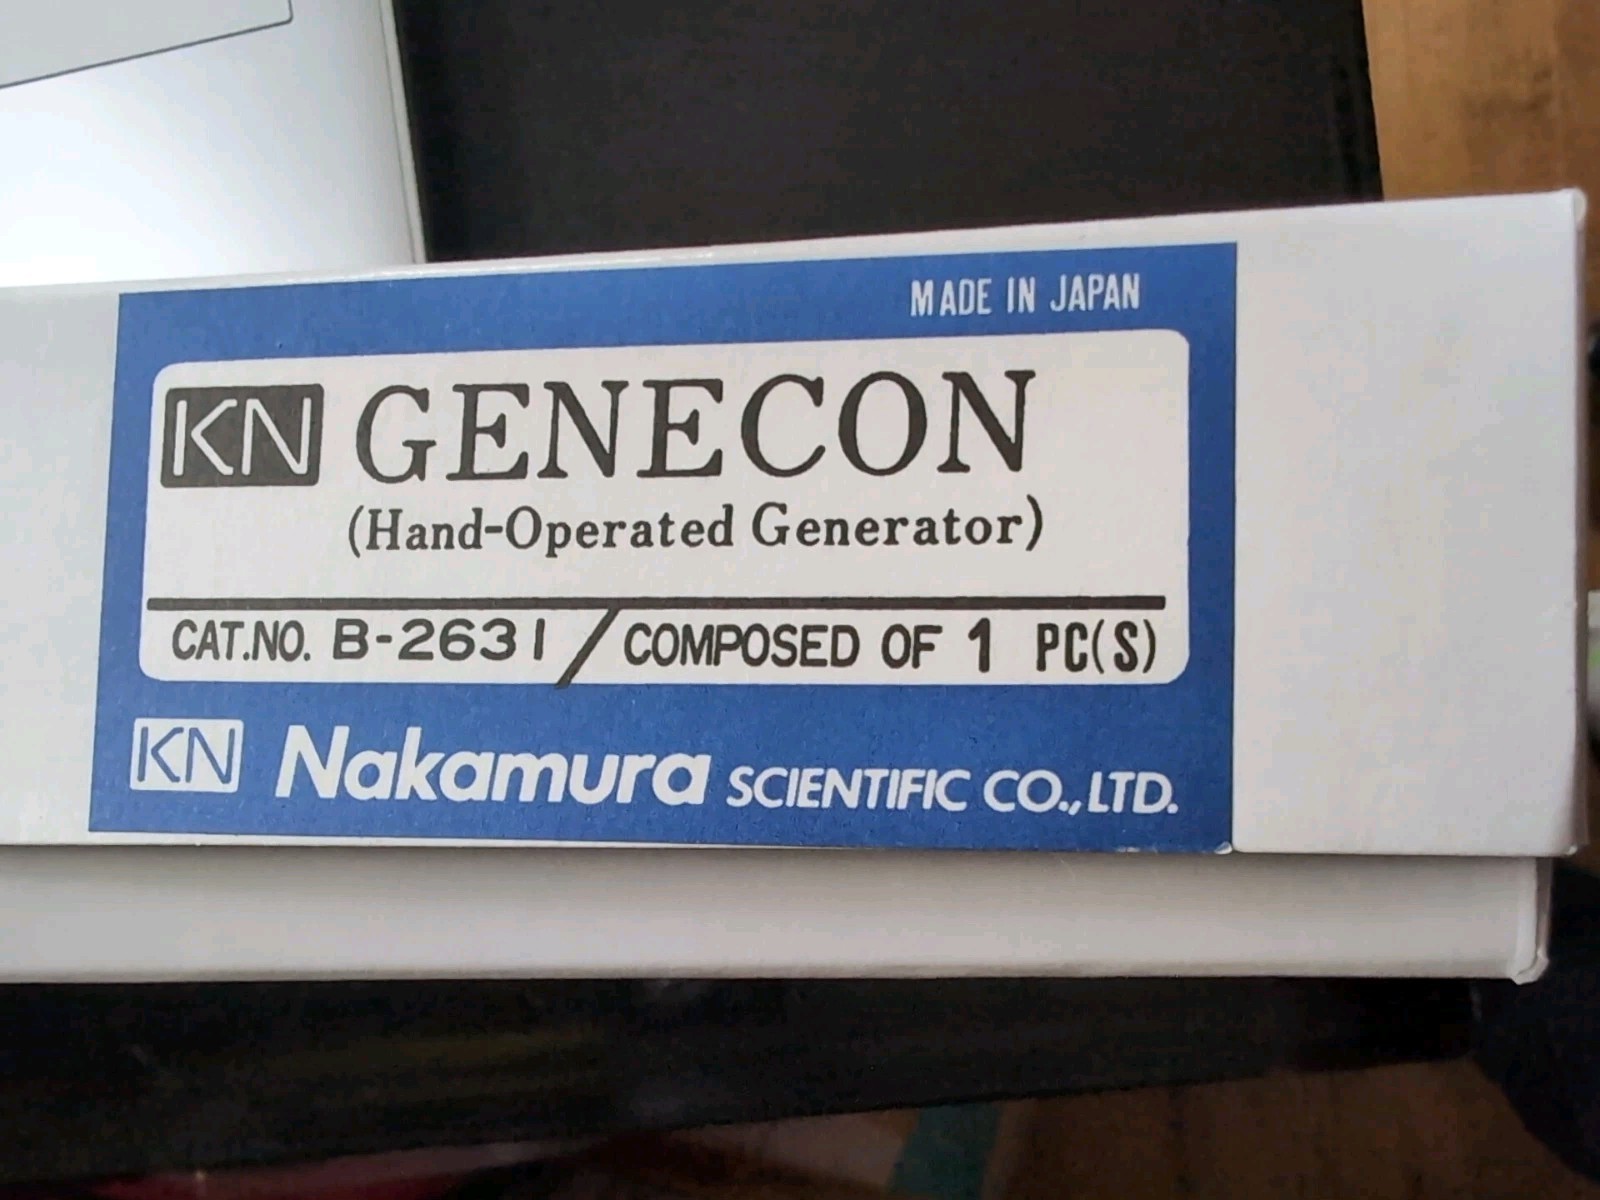 MADE IN JAPAN
KN GENECON
(Hand-Operated Generator)
CAT.NO. B-2631 / COMPOSED OF 1 PC(S)
KN Nakamura SCIENTIFIC CO.,LTD.